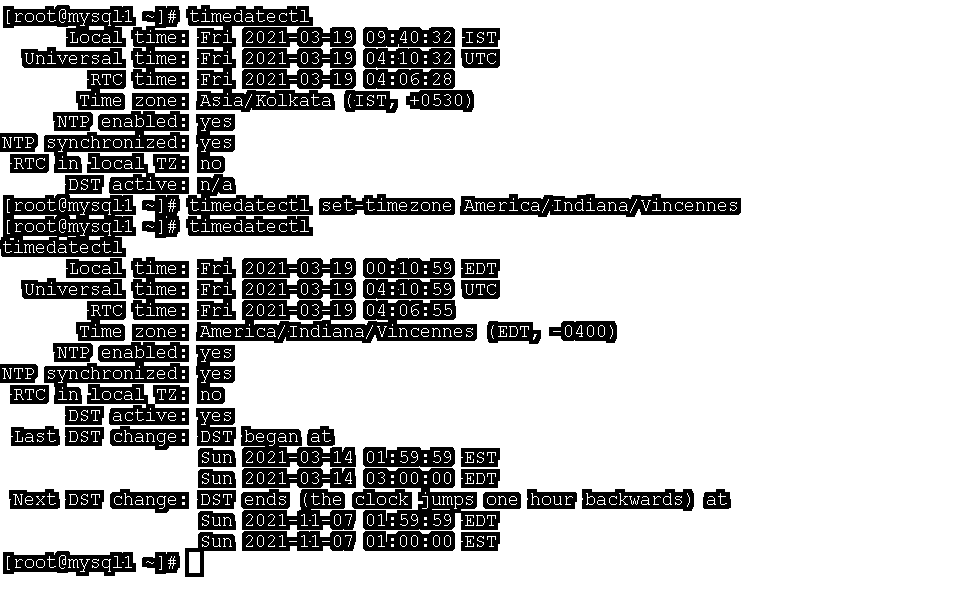 [root@mysql1 ~]# timedatectl
Local time: Fri 2021-03-19 09:40:32 IST
Universal time: Fri 2021-03-19 04:10:32 UTC
RTC time: Fri 2021-03-19 04:06:28
Time zone: Asia/Kolkata (IST, +0530)
NTP enabled: yes
NTP synchronized: yes
RTC in local TZ: no
DST active: n/a
[root@mysql1 ~]# timedatectl set-timezone America/Indiana/Vincennes
[root@mysql1 ~]# timedatectl
timedatectl
Local time: Fri 2021-03-19 00:10:59 EDT
Universal time: Fri 2021-03-19 04:10:59 UTC
RTC time: Fri 2021-03-19 04:06:55
Time zone: America/Indiana/Vincennes (EDT, -0400)
NTP enabled: yes
NTP synchronized: yes
RTC in local TZ: no
DST active: yes
Last DST change: DST began at
Sun 2021-03-14 01:59:59 EST
Sun 2021-03-14 03:00:00 EDT
Next DST change: DST ends (the clock jumps one hour backwards) at
Sun 2021-11-07 01:59:59 EDT
Sun 2021-11-07 01:00:00 EST
[root@mysql1 ~]#